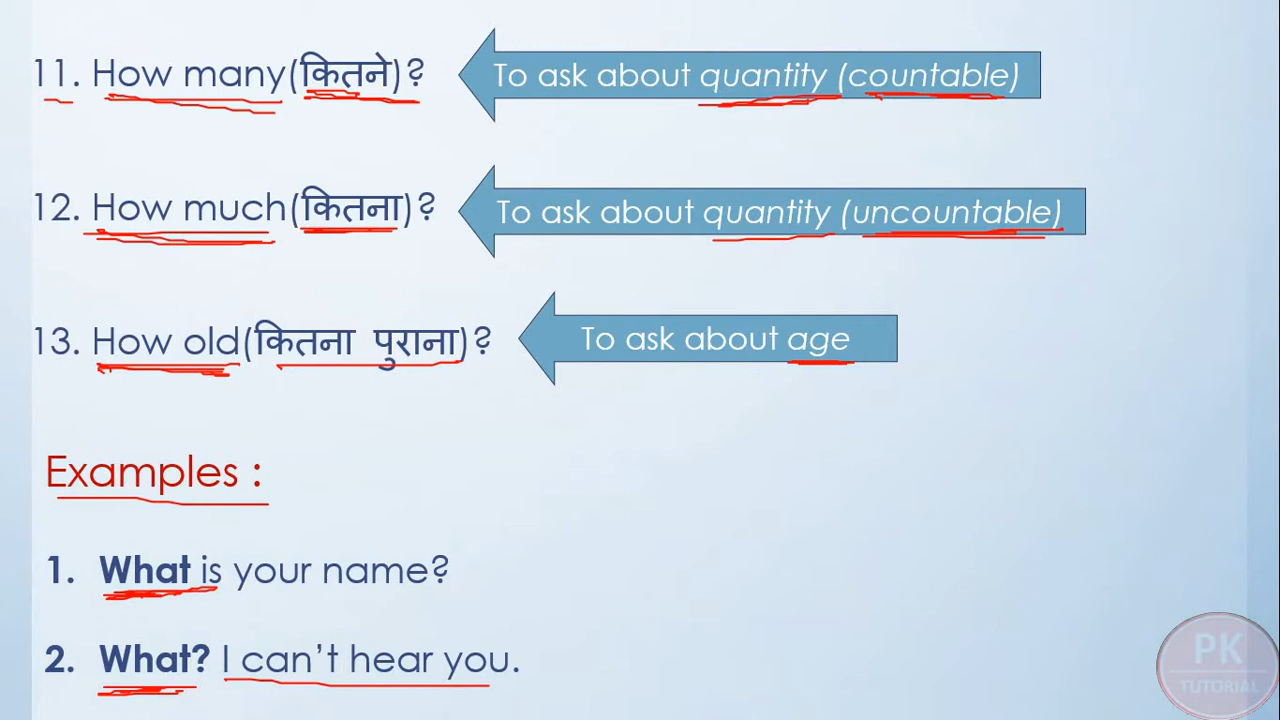 11. How many(कितने)? To ask about quantity (countable)
12. How much(कितना)? To ask about quantity (uncountable)
13. How old(कितना पुराना)? To ask about age
Examples :
1. What is your name?
2. What? I can’t hear you.
PK
TUTORIAL